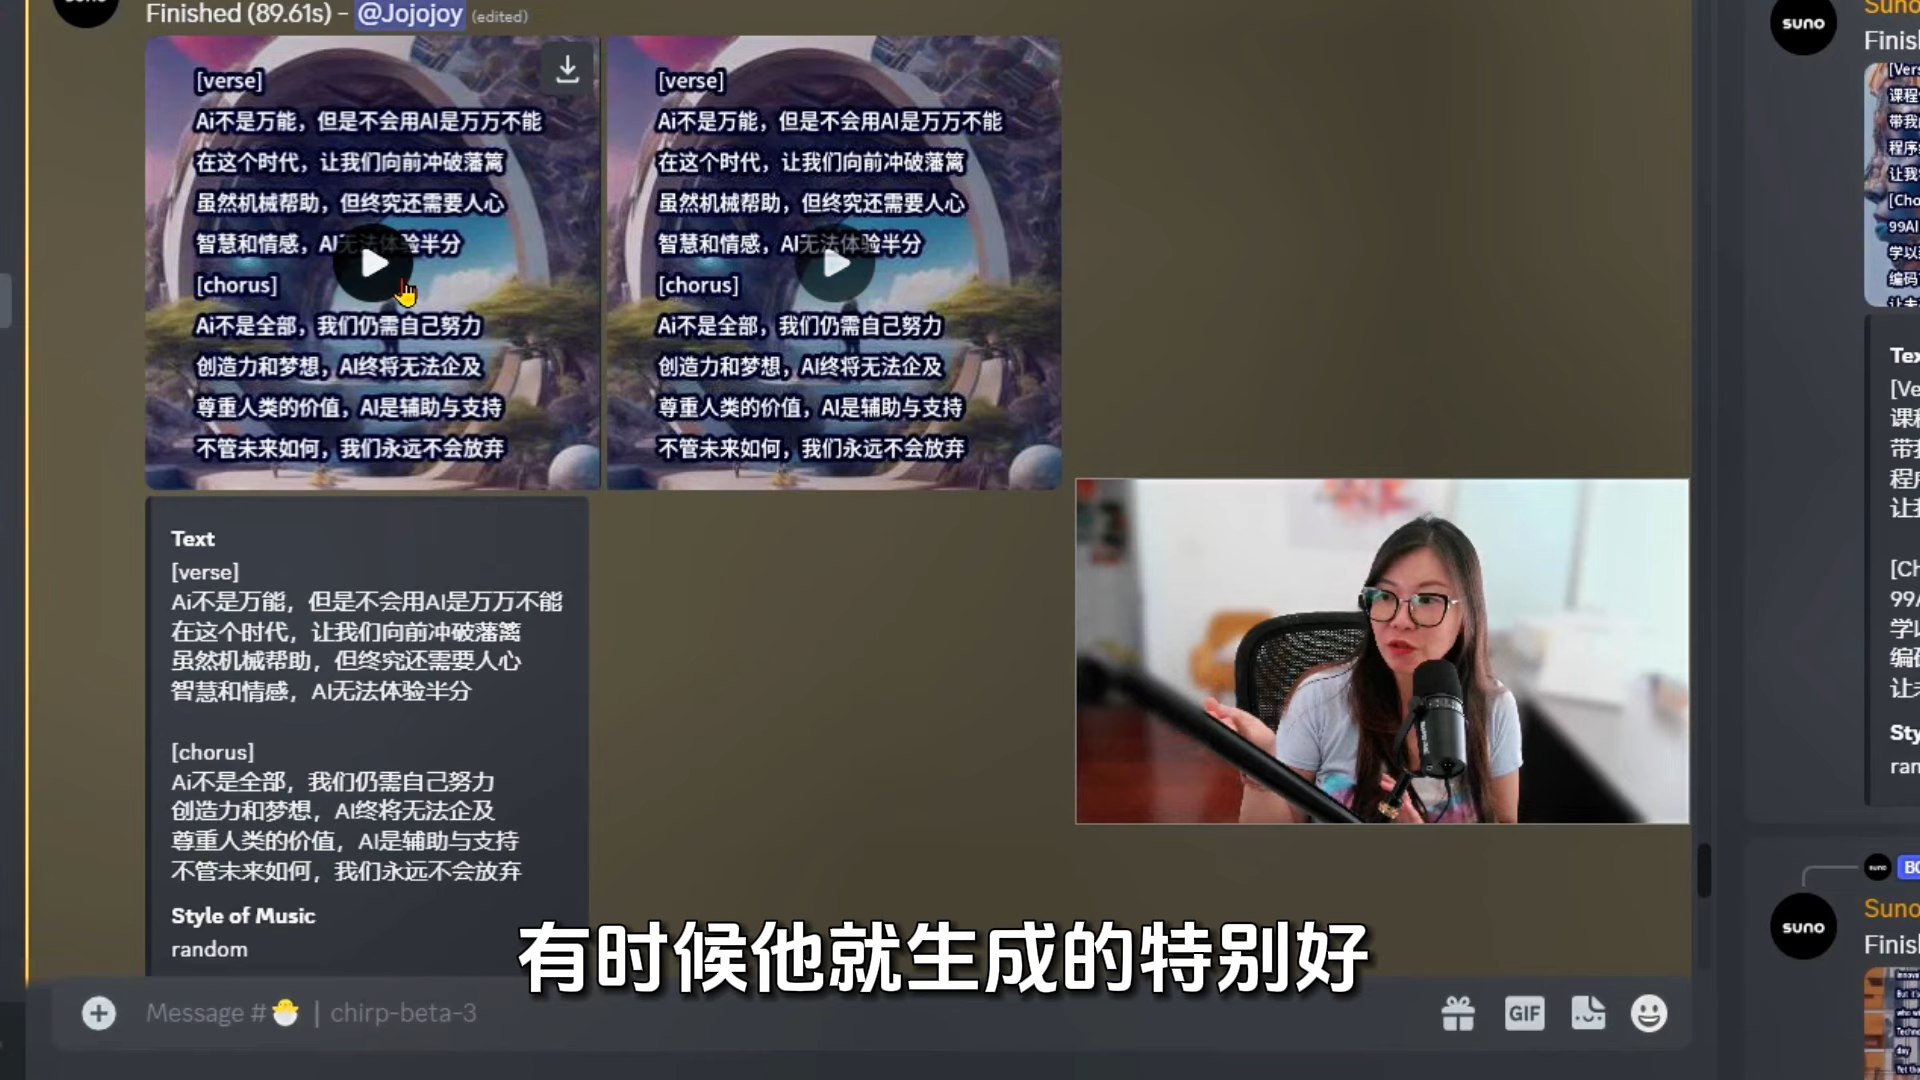 Finished (89.61s) - @Jojojoy (edited)
[verse]
Ai不是万能，但是不会用AI是万万不能
在这个时代，让我们向前冲破藩篱
虽然机械帮助，但终究还需要人心
智慧和情感，AI无法体验半分
[chorus]
Ai不是全部，我们仍需自己努力
创造力和梦想，AI终将无法企及
尊重人类的价值，AI是辅助与支持
不管未来如何，我们永远不会放弃
[verse]
Ai不是万能，但是不会用AI是万万不能
在这个时代，让我们向前冲破藩篱
虽然机械帮助，但终究还需要人心
智慧和情感，AI无法体验半分
[chorus]
Ai不是全部，我们仍需自己努力
创造力和梦想，AI终将无法企及
尊重人类的价值，AI是辅助与支持
不管未来如何，我们永远不会放弃
Text
[verse]
Ai不是万能，但是不会用AI是万万不能
在这个时代，让我们向前冲破藩篱
虽然机械帮助，但终究还需要人心
智慧和情感，AI无法体验半分
[chorus]
Ai不是全部，我们仍需自己努力
创造力和梦想，AI终将无法企及
尊重人类的价值，AI是辅助与支持
不管未来如何，我们永远不会放弃
Style of Music
random
有时候他就生成的特别好
Message #🐣 | chirp-beta-3
GIF
suno
Suno
课程
程序
[Cho
99AI
学以
编码
学以
编码
suno
Suno